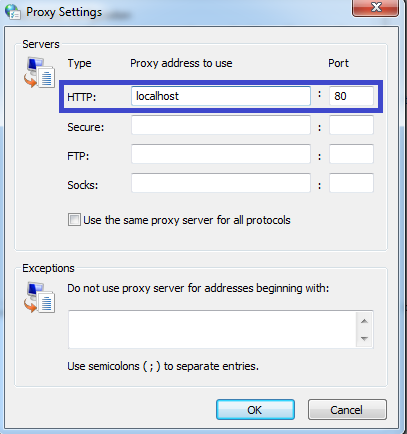 Proxy Settings
Servers
Type Proxy address to use Port
HTTP: localhost : 80
Secure: :
FTP: :
Socks: :
Use the same proxy server for all protocols
Exceptions
Do not use proxy server for addresses beginning with:
Use semicolons ( ; ) to separate entries.
OK Cancel